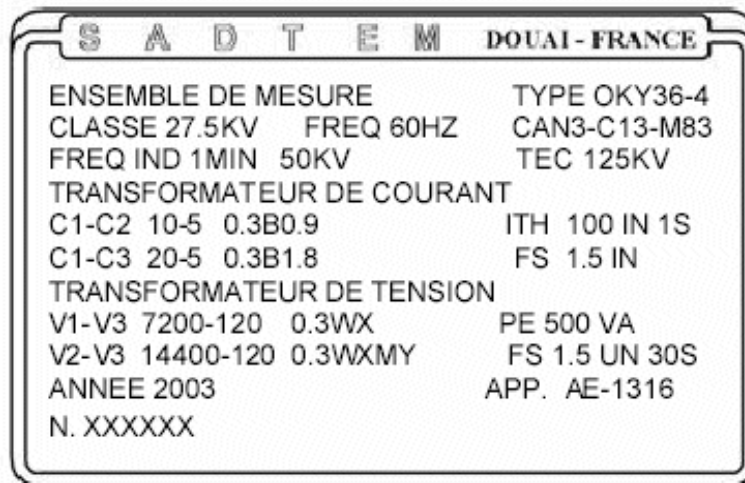 SADTEM DOUAI - FRANCE
ENSEMBLE DE MESURE TYPE OKY36-4
CLASSE 27.5KV FREQ 60HZ CAN3-C13-M83
FREQ IND 1MIN 50KV TEC 125KV
TRANSFORMATEUR DE COURANT
C1-C2 10-5 0.3B0.9 ITH 100 IN 1S
C1-C3 20-5 0.3B1.8 FS 1.5 IN
TRANSFORMATEUR DE TENSION
V1-V3 7200-120 0.3WX PE 500 VA
V2-V3 14400-120 0.3WXMY FS 1.5 UN 30S
ANNEE 2003 APP. AE-1316
N. XXXXXX